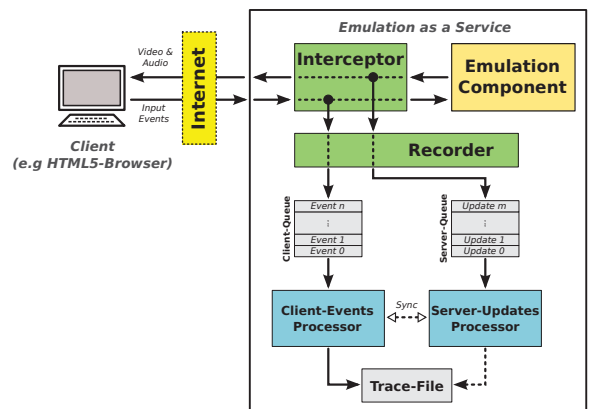 Emulation as a Service
Video &
Audio
Input
Events
Internet
Interceptor
Emulation
Component
Client
(e.g HTML5-Browser)
Recorder
Client-Queue
Event n
...
Event 1
Event 0
Server-Queue
Update m
...
Update 1
Update 0
Client-Events
Processor
Sync
Server-Updates
Processor
Trace-File